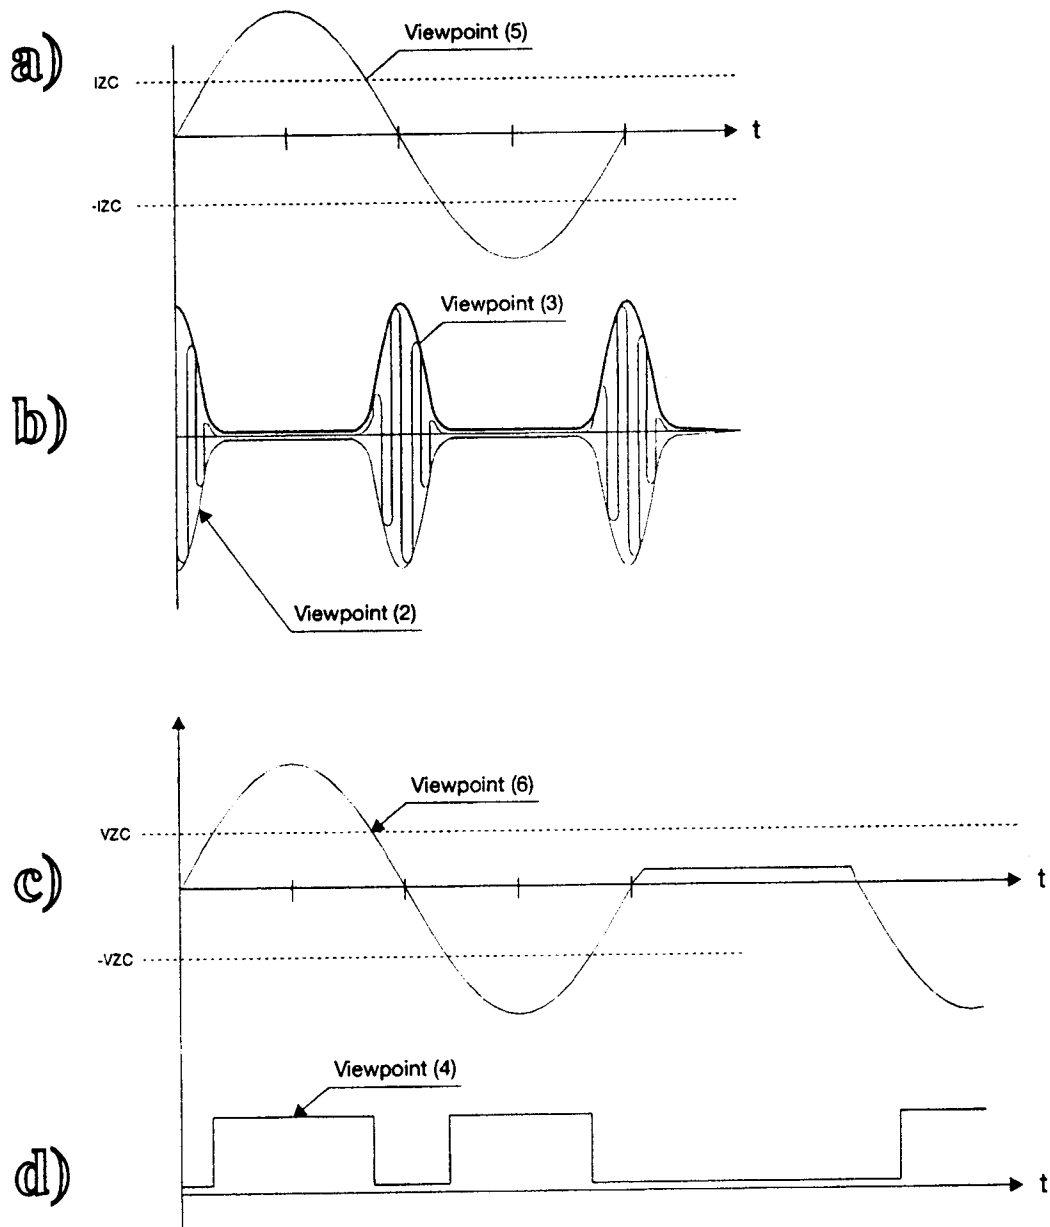 a)
Viewpoint (5)
IZC
t
-IZC
Viewpoint (3)
b)
Viewpoint (2)
Viewpoint (6)
VZC
c)
t
-VZC
Viewpoint (4)
d)
t